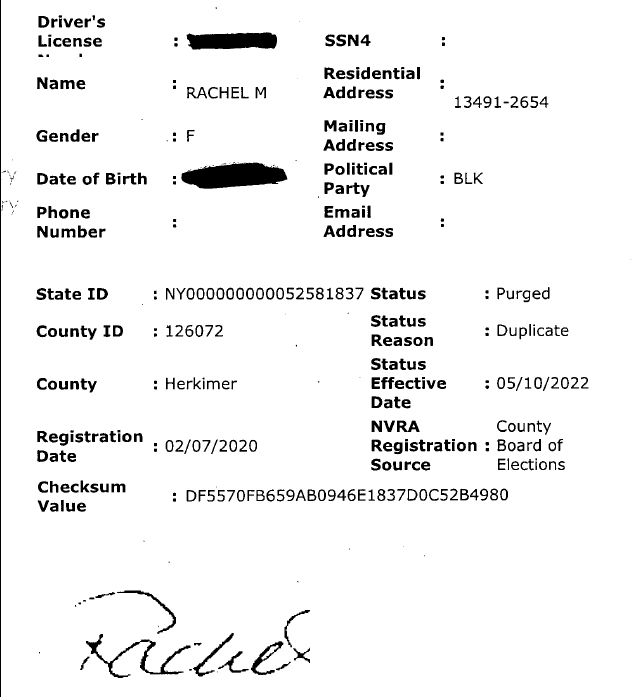 Driver's
License : SSN4 :
Name : RACHEL M Residential Address : 13491-2654
Gender : F Mailing Address :
Date of Birth : Political Party : BLK
Phone Number : Email Address :
State ID : NY000000000052581837 Status : Purged
County ID : 126072 Status Reason : Duplicate
County : Herkimer Status Effective Date : 05/10/2022
Registration Date : 02/07/2020 NVRA Registration Source : County Board of Elections
Checksum Value : DF5570FB659AB0946E1837D0C52B4980
Rachel